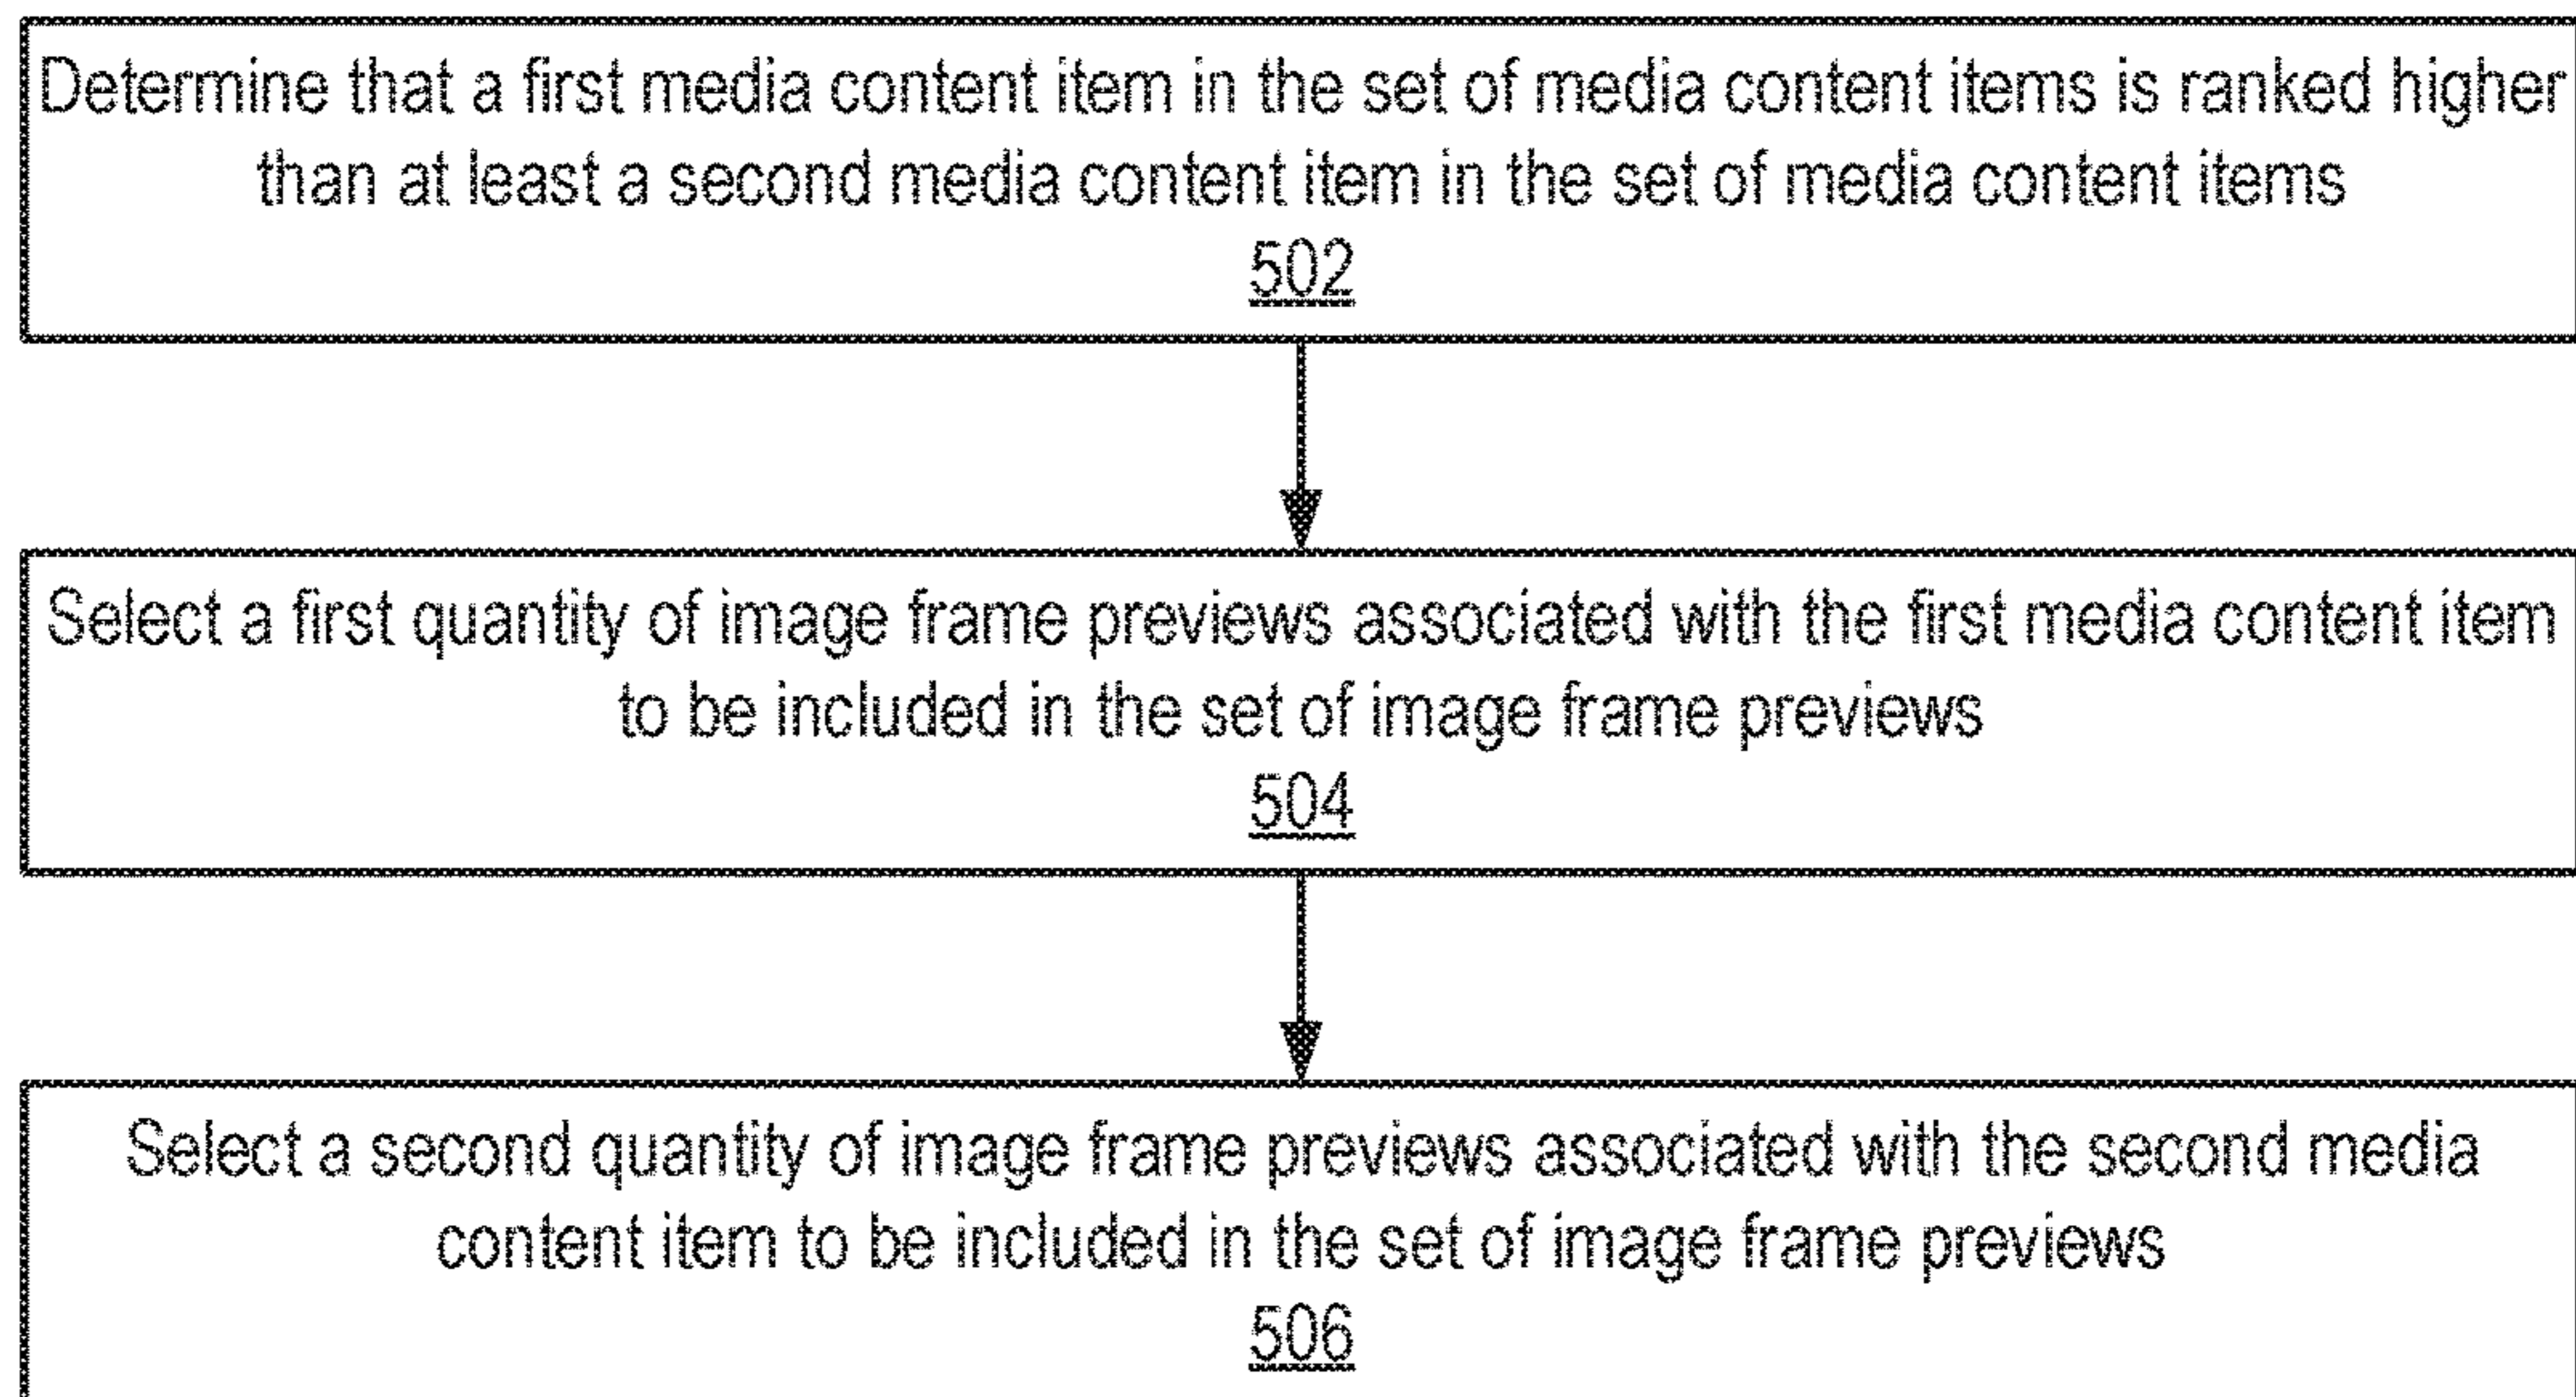 Determine that a first media content item in the set of media content items is ranked higher
than at least a second media content item in the set of media content items
502
Select a first quantity of image frame previews associated with the first media content item
to be included in the set of image frame previews
504
Select a second quantity of image frame previews associated with the second media
content item to be included in the set of image frame previews
506